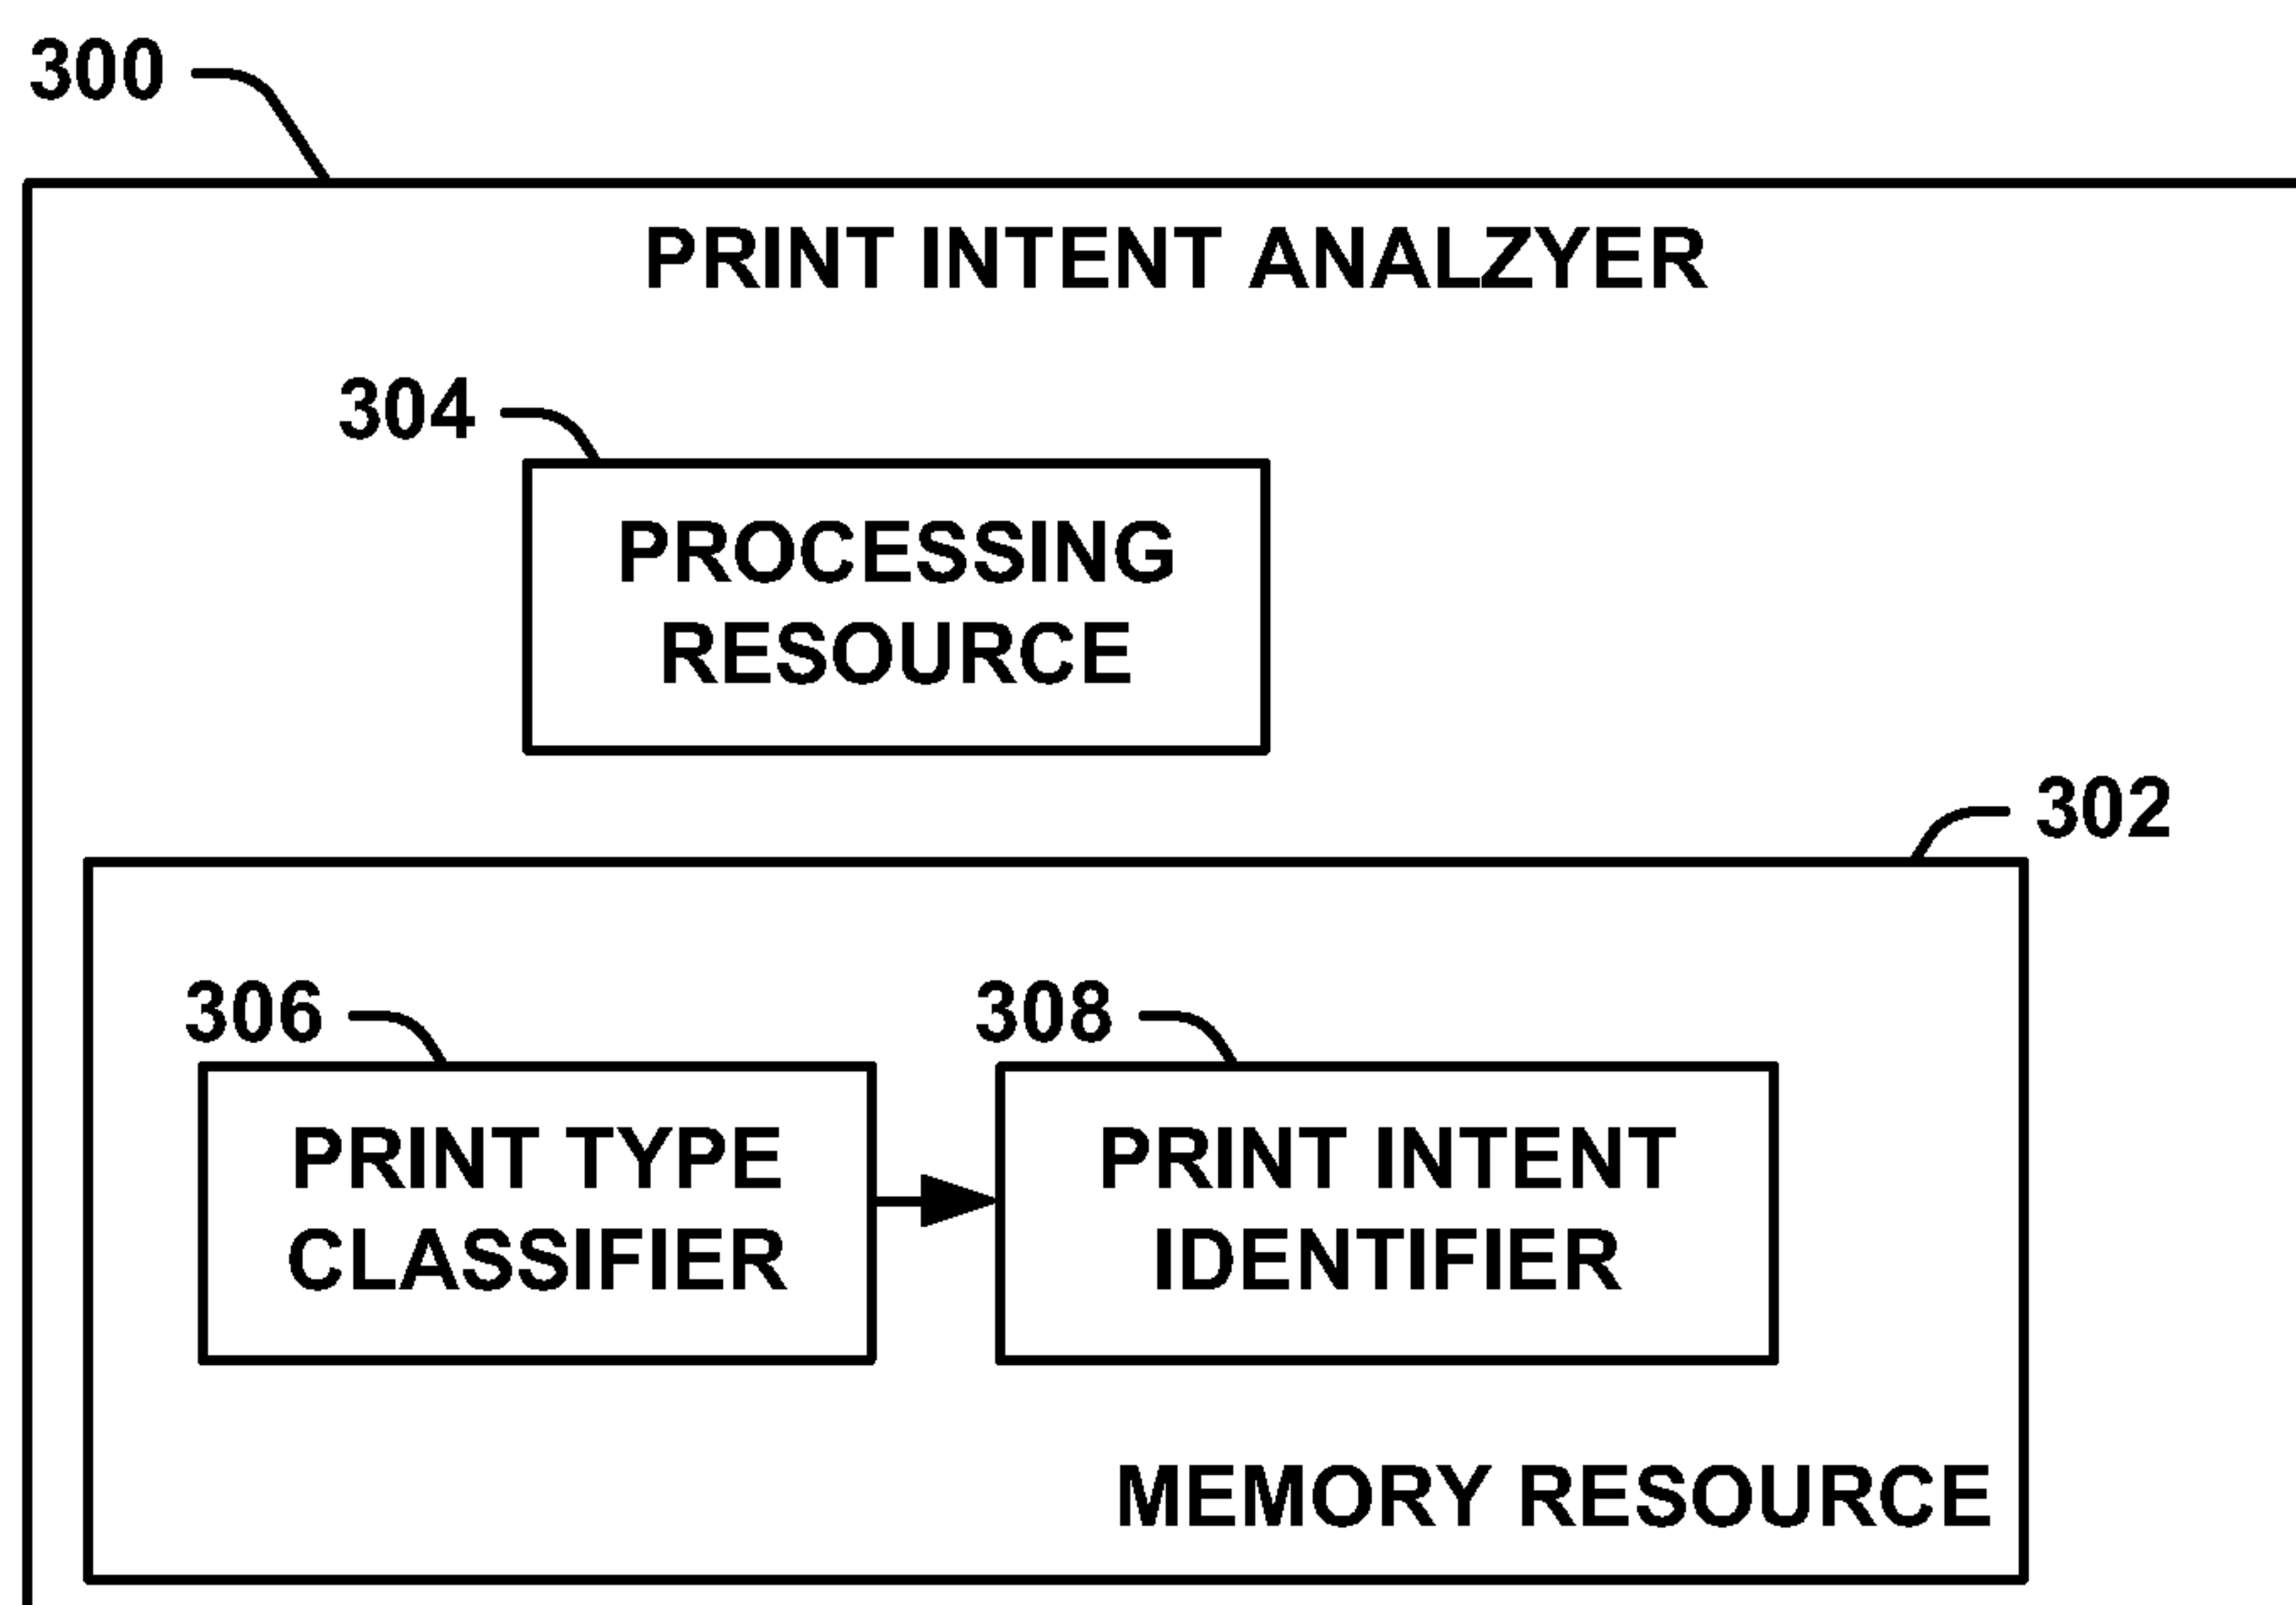 300
PRINT INTENT ANALZYER
304
PROCESSING
RESOURCE
302
306
308
PRINT TYPE
CLASSIFIER
PRINT INTENT
IDENTIFIER
MEMORY RESOURCE